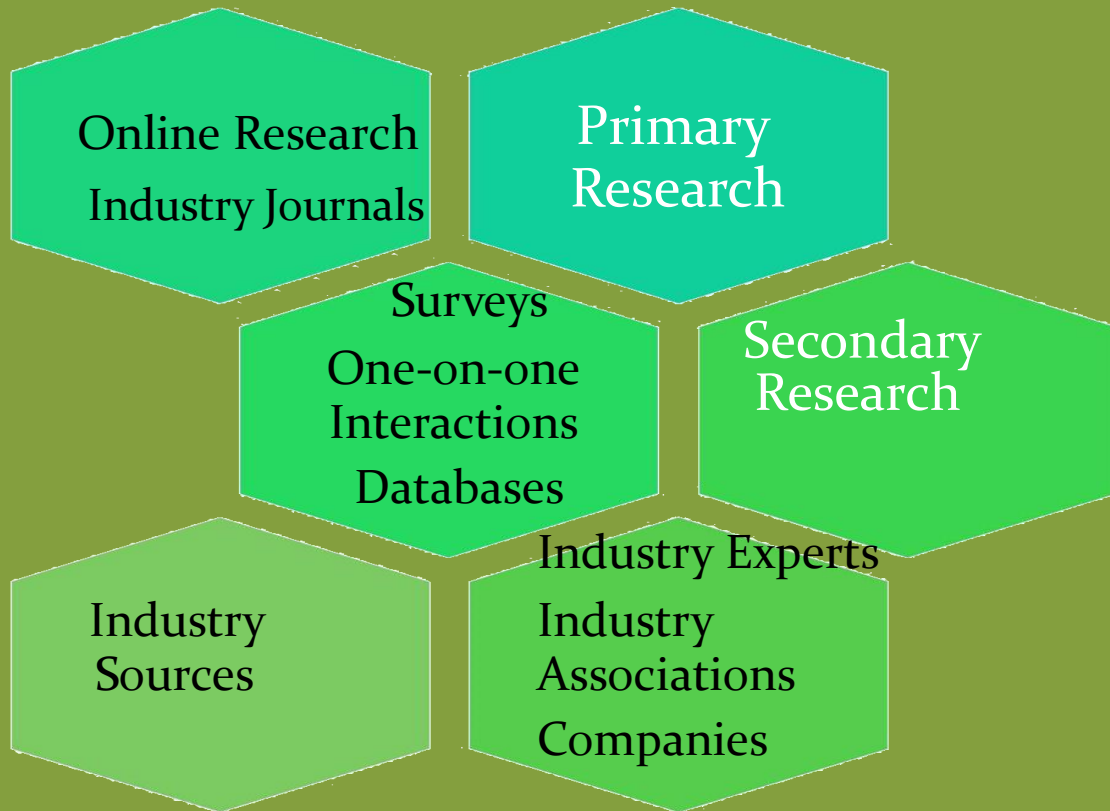 Online Research
Industry Journals
Primary
Research
Surveys
One-on-one
Interactions
Databases
Secondary
Research
Industry
Sources
Industry Experts
Industry
Associations
Companies